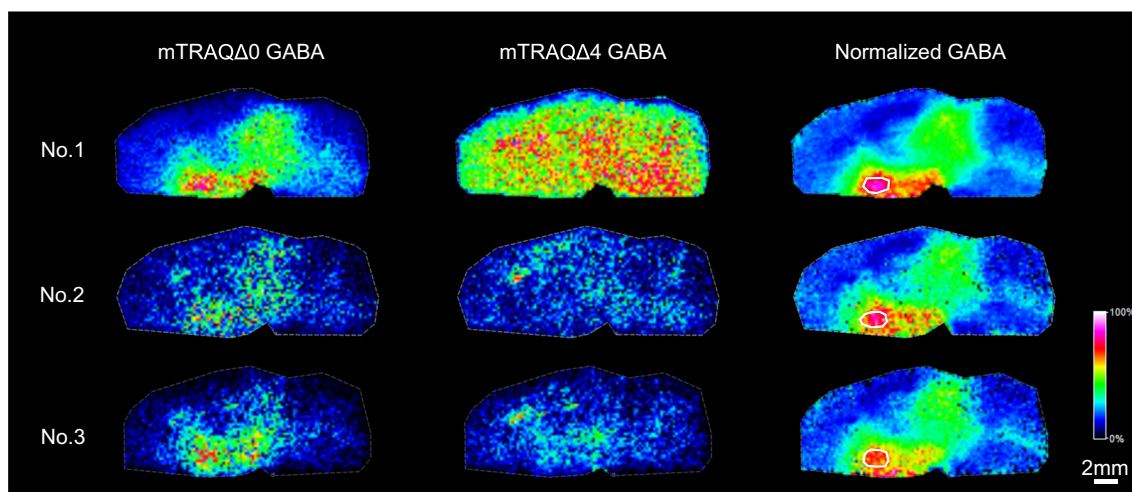 mTRAQΔ0 GABA
mTRAQΔ4 GABA
Normalized GABA
No.1
No.2
No.3
100%
0%
2mm